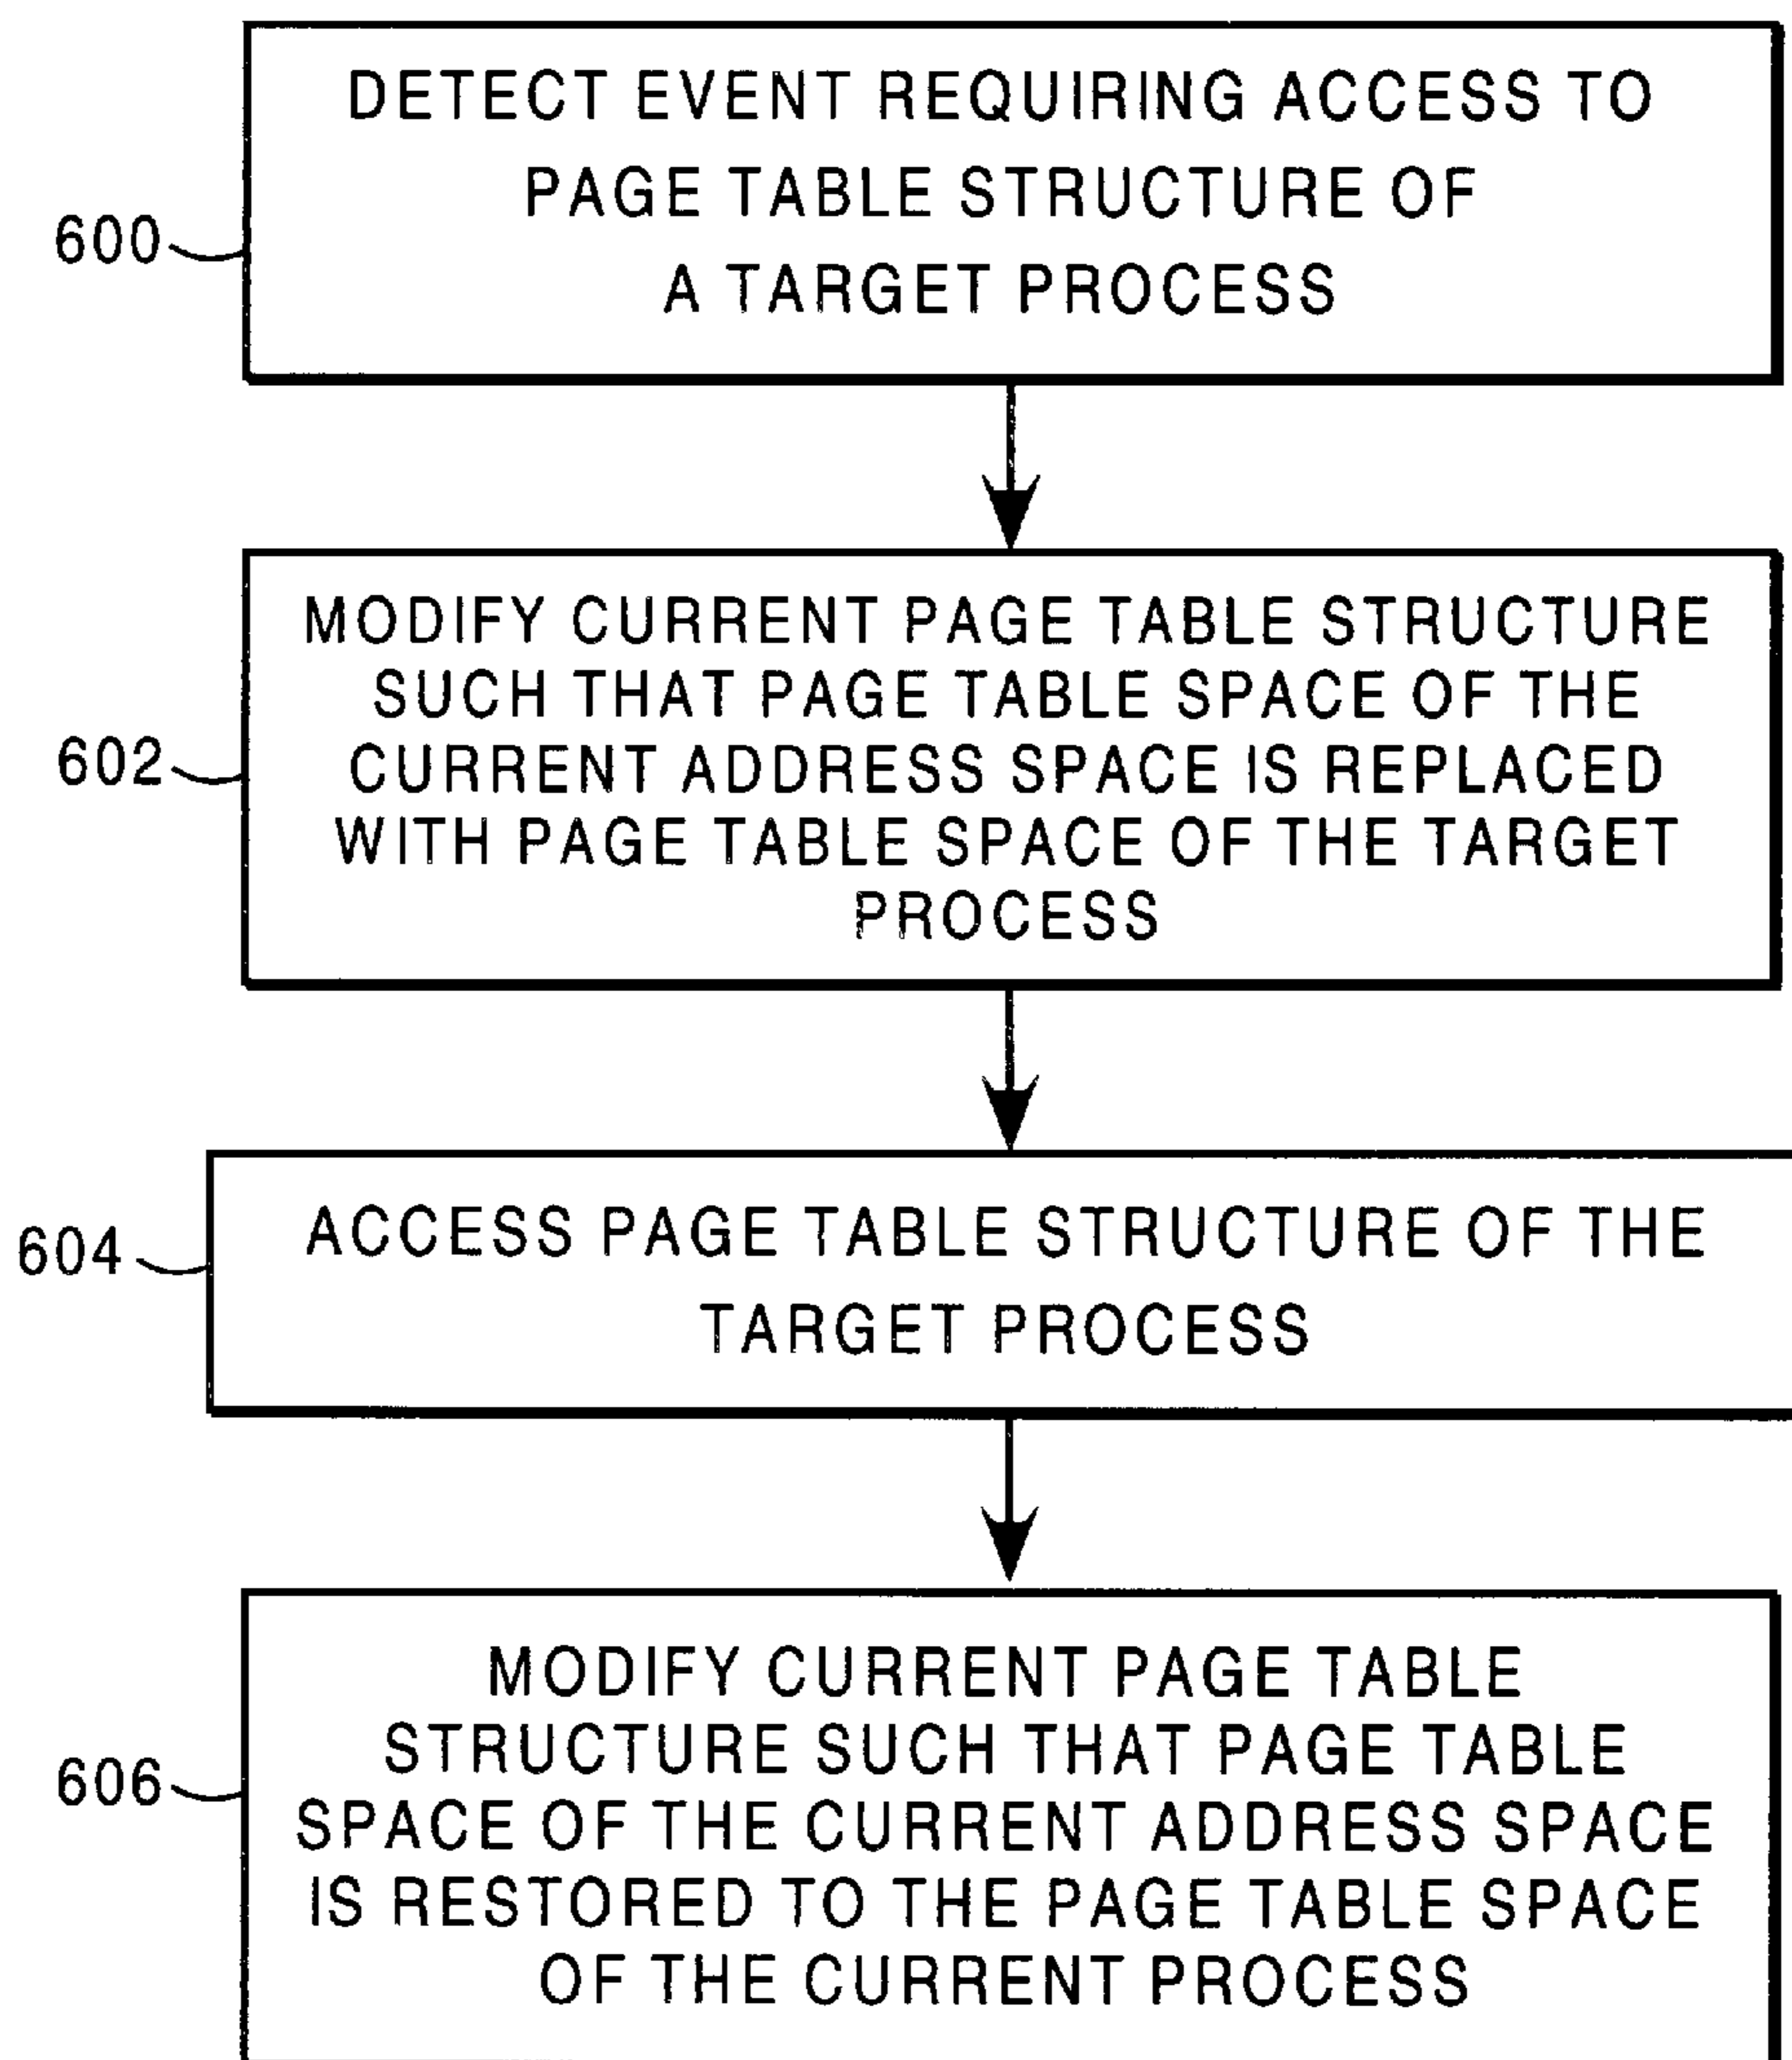 DETECT EVENT REQUIRING ACCESS TO
PAGE TABLE STRUCTURE OF
A TARGET PROCESS
600
MODIFY CURRENT PAGE TABLE STRUCTURE
SUCH THAT PAGE TABLE SPACE OF THE
CURRENT ADDRESS SPACE IS REPLACED
WITH PAGE TABLE SPACE OF THE TARGET
PROCESS
602
ACCESS PAGE TABLE STRUCTURE OF THE
TARGET PROCESS
604
MODIFY CURRENT PAGE TABLE
STRUCTURE SUCH THAT PAGE TABLE
SPACE OF THE CURRENT ADDRESS SPACE
IS RESTORED TO THE PAGE TABLE SPACE
OF THE CURRENT PROCESS
606